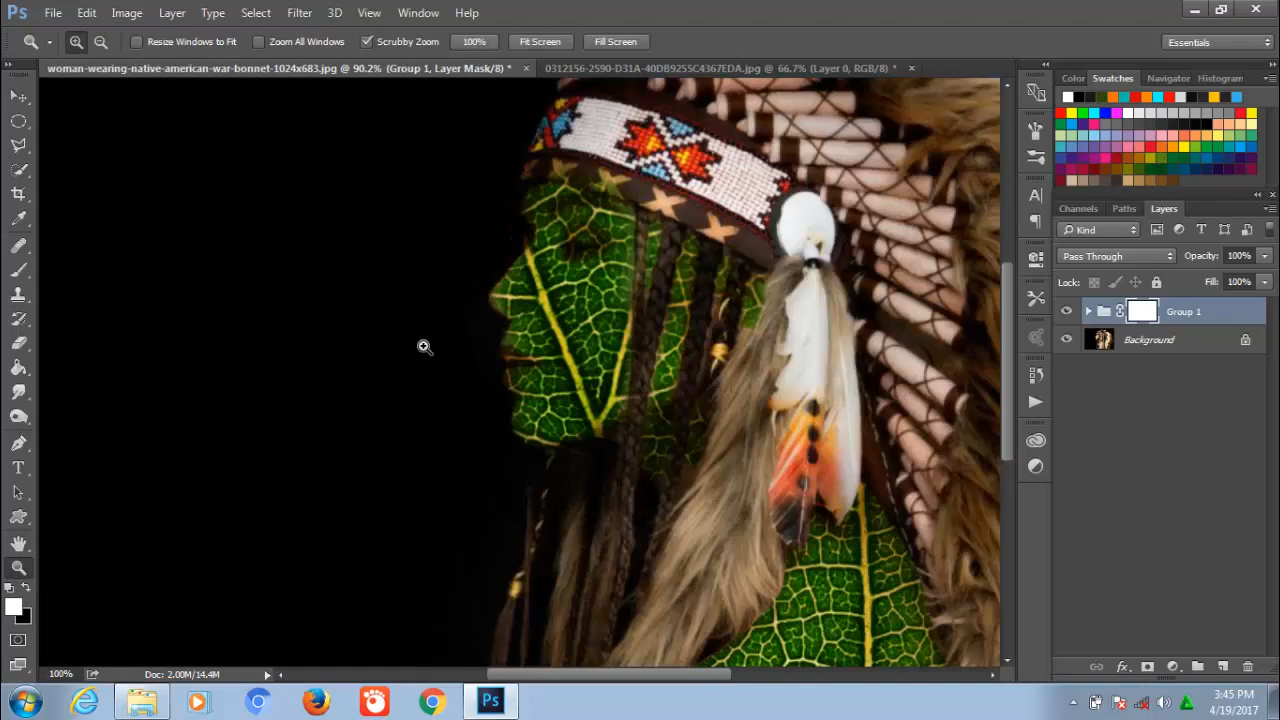 Ps File Edit Image Layer Type Select Filter 3D View Window Help
Resize Windows to Fit Zoom All Windows Scrubby Zoom 100% Fit Screen Fill Screen Essentials
woman-wearing-native-american-war-bonnet-1024x683.jpg @ 90.2% (Group 1, Layer Mask/8) * × 0312156-2590-D31A-40DB9255C4367EDA.jpg @ 66.7% (Layer 0, RGB/8) * ×
Color Swatches Navigator Histogram
Channels Paths Layers
Kind
Pass Through Opacity: 100%
Lock: Fill: 100%
Group 1
Background
100% Doc: 2.00M/14.4M
Ps
3:45 PM
4/19/2017